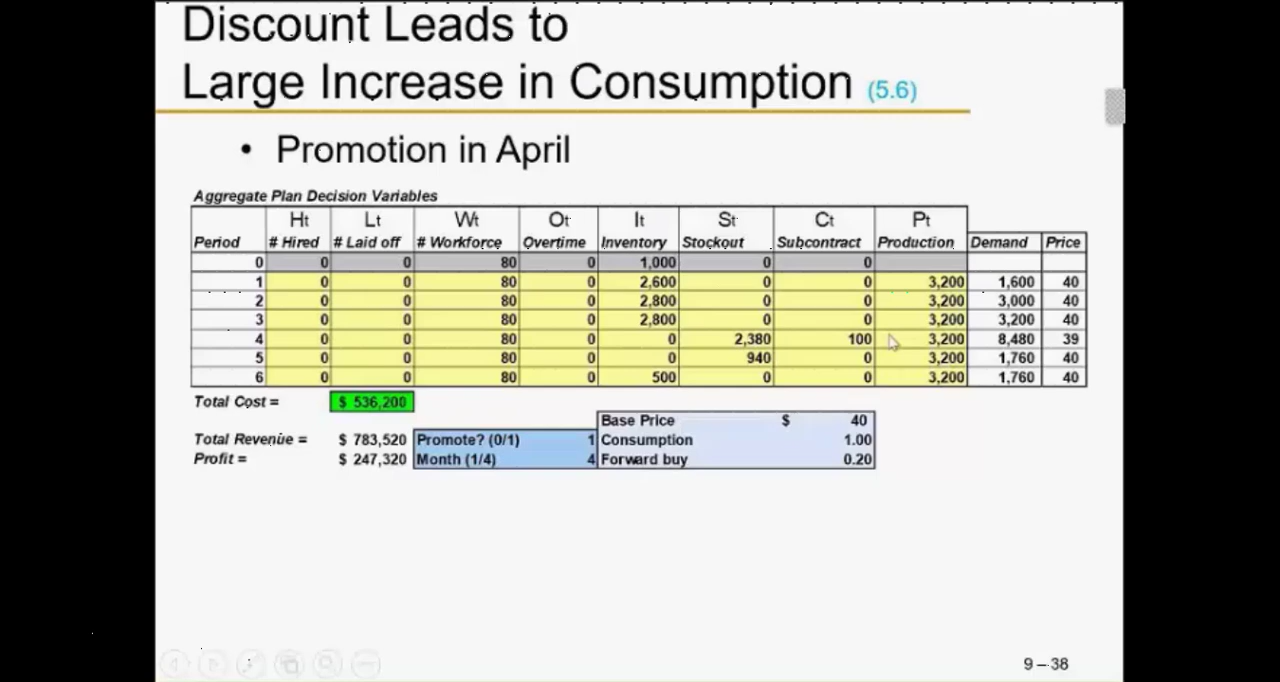 Discount Leads to
Large Increase in Consumption (5.6)
• Promotion in April
Aggregate Plan Decision Variables
Ht Lt Wt Ot It St Ct Pt
Period # Hired # Laid off # Workforce Overtime Inventory Stockout Subcontract Production Demand Price
0 0 0 80 0 1,000 0 0
1 0 0 80 0 2,600 0 0 3,200 1,600 40
2 0 0 80 0 2,800 0 0 3,200 3,000 40
3 0 0 80 0 2,800 0 0 3,200 3,200 40
4 0 0 80 0 0 2,380 100 3,200 8,480 39
5 0 0 80 0 0 940 0 3,200 1,760 40
6 0 0 80 0 500 0 0 3,200 1,760 40
Total Cost = $ 536,200
Base Price $ 40
Total Revenue = $ 783,520 Promote? (0/1) 1 Consumption 1.00
Profit = $ 247,320 Month (1/4) 4 Forward buy 0.20
9 – 38